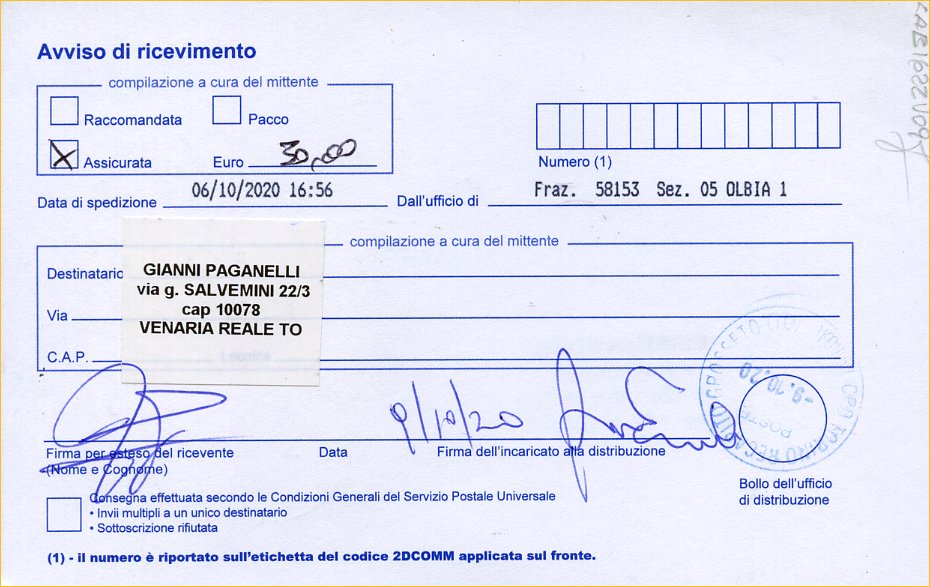 Avviso di ricevimento
compilazione a cura del mittente
Raccomandata Pacco
X Assicurata Euro 30,00
Numero (1)
Data di spedizione 06/10/2020 16:56 Dall'ufficio di Fraz. 58153 Sez. 05 OLBIA 1
compilazione a cura del mittente
Destinatario GIANNI PAGANELLI
via g. SALVEMINI 22/3
Via cap 10078
VENARIA REALE TO
C.A.P. Località
9/10/20
Firma per esteso del ricevente Data Firma dell'incaricato alla distribuzione
(Nome e Cognome)
-9.10.20
POSTE
Bollo dell'ufficio
di distribuzione
Consegna effettuata secondo le Condizioni Generali del Servizio Postale Universale
• Invii multipli a un unico destinatario
• Sottoscrizione rifiutata
(1) - il numero è riportato sull'etichetta del codice 2DCOMM applicata sul fronte.